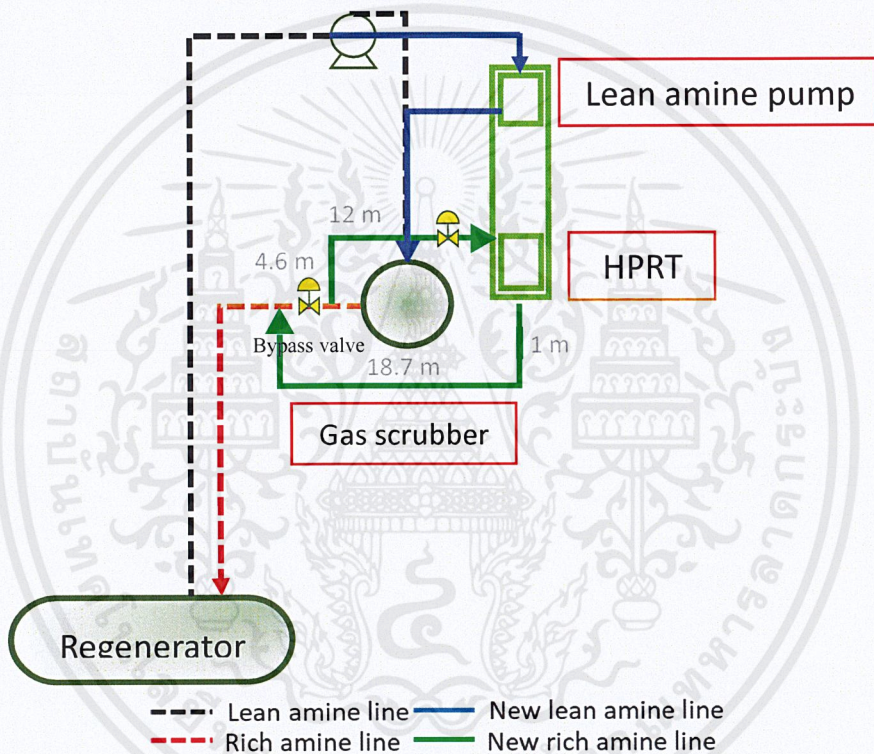 Lean amine pump
12 m
4.6 m
HPRT
Bypass valve
1 m
18.7 m
Gas scrubber
Regenerator
Lean amine line
New lean amine line
Rich amine line
New rich amine line